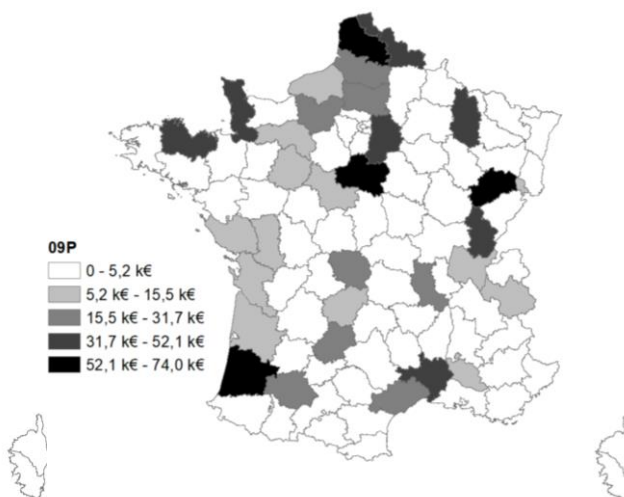 09P
0 - 5,2 k€
5,2 k€ - 15,5 k€
15,5 k€ - 31,7 k€
31,7 k€ - 52,1 k€
52,1 k€ - 74,0 k€